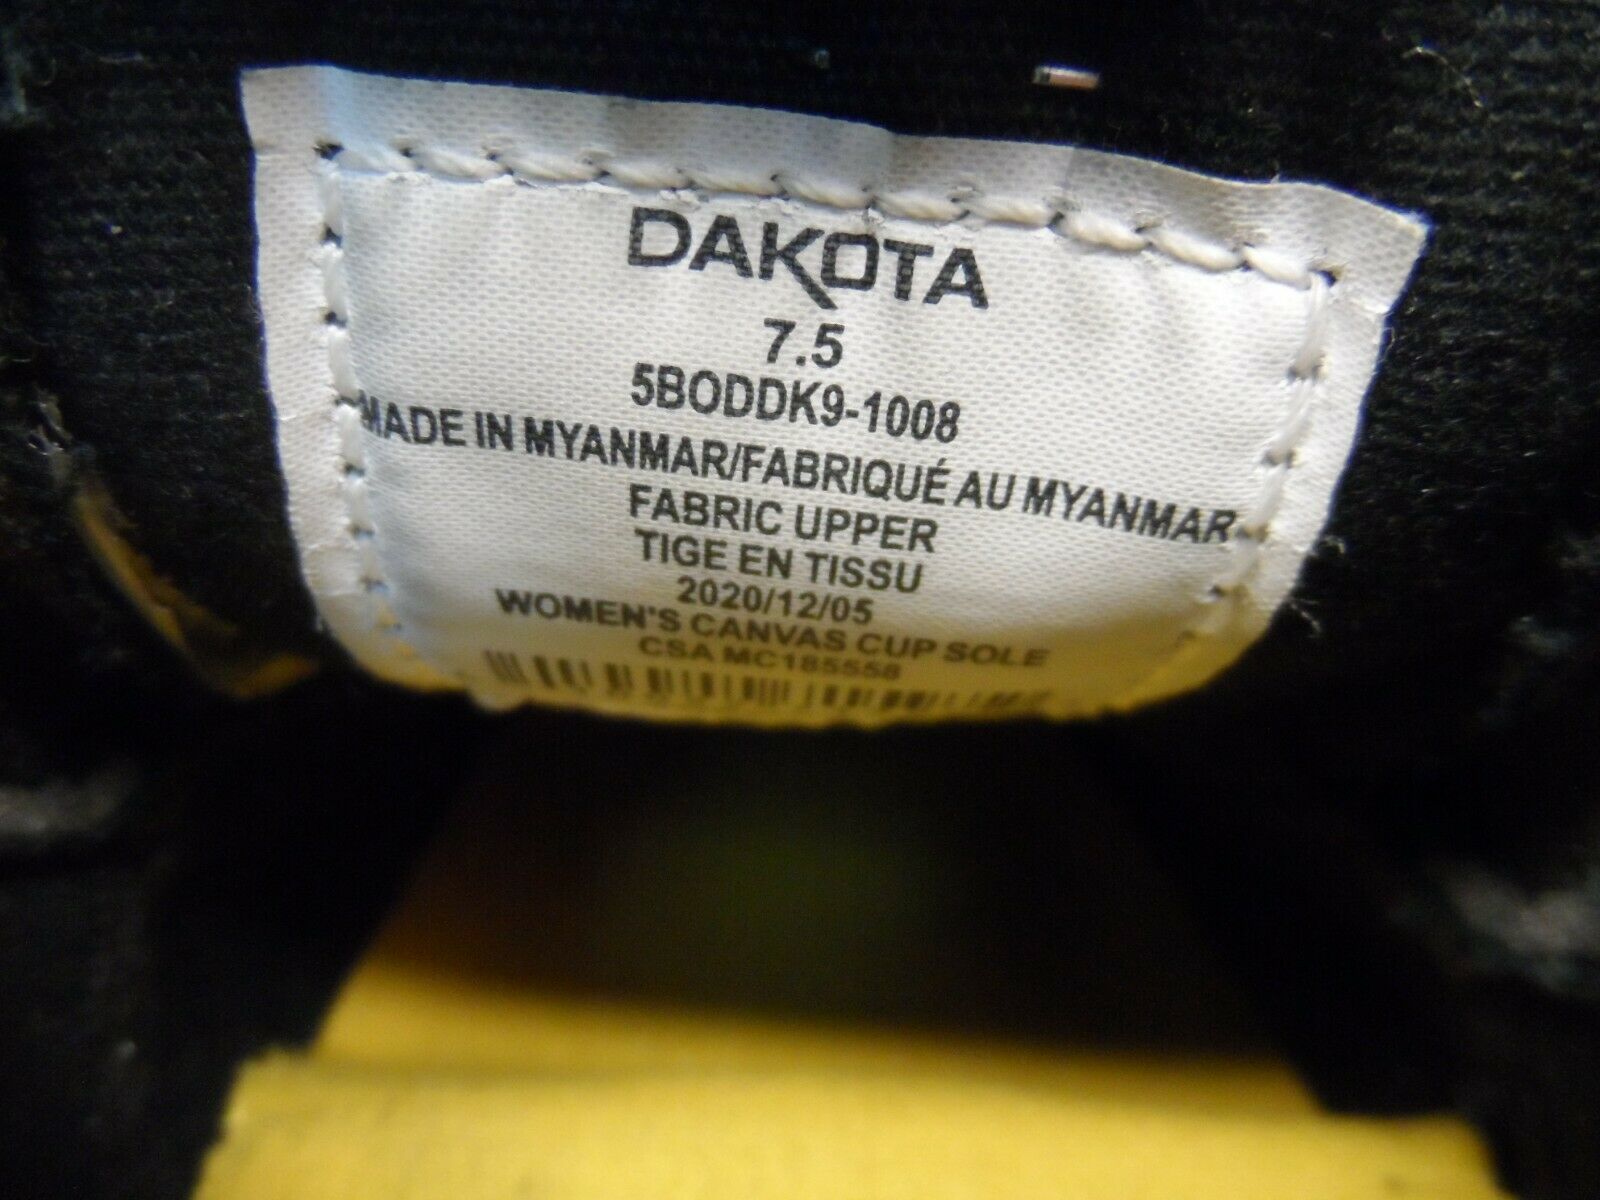 DAKOTA
7.5
5BODDK9-1008
MADE IN MYANMAR/FABRIQUÉ AU MYANMAR
FABRIC UPPER
TIGE EN TISSU
2020/12/05
WOMEN'S CANVAS CUP SOLE
CSA MC185558